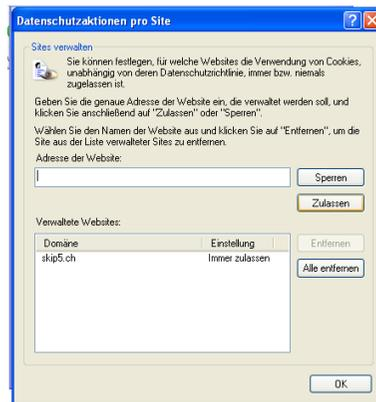 Datenschutzaktionen pro Site
Sites verwalten
Sie können festlegen, für welche Websites die Verwendung von Cookies,
unabhängig von deren Datenschutzrichtlinie, immer bzw. niemals
zugelassen ist.
Geben Sie die genaue Adresse der Website ein, die verwaltet werden soll, und
klicken Sie anschließend auf "Zulassen" oder "Sperren".
Wählen Sie den Namen der Website aus und klicken Sie auf "Entfernen", um die
Site aus der Liste verwalteter Sites zu entfernen.
Adresse der Website:
Sperren
Zulassen
Verwaltete Websites:
Domäne Einstellung
Entfernen
skip5.ch Immer zulassen
Alle entfernen
OK